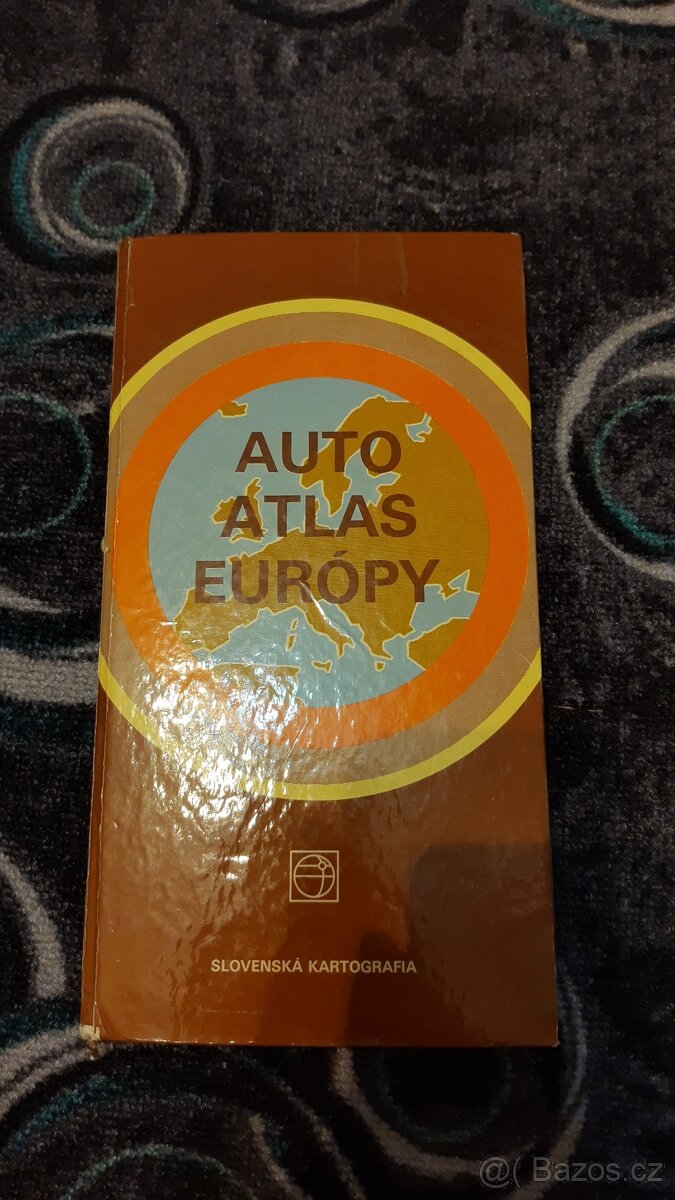 AUTO
ATLAS
EURÓPY
SLOVENSKÁ KARTOGRAFIA
@( Bazos.cz